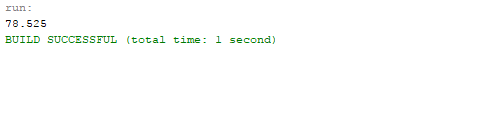 run:
78.525
BUILD SUCCESSFUL (total time: 1 second)